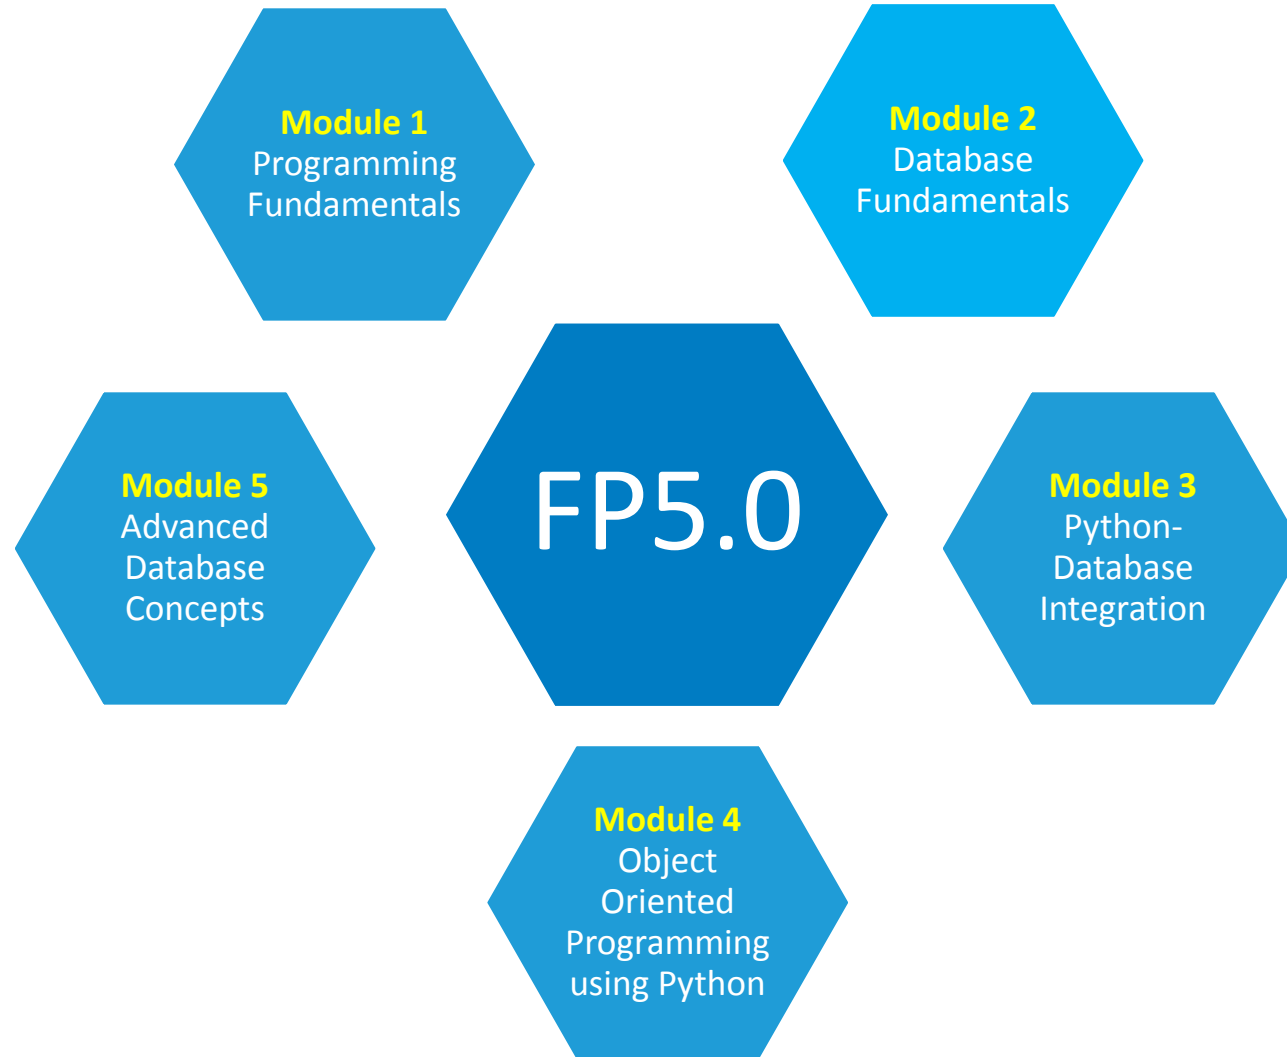 Module 1
Programming
Fundamentals
Module 2
Database
Fundamentals
Module 5
Advanced
Database
Concepts
FP5.0
Module 3
Python-
Database
Integration
Module 4
Object
Oriented
Programming
using Python